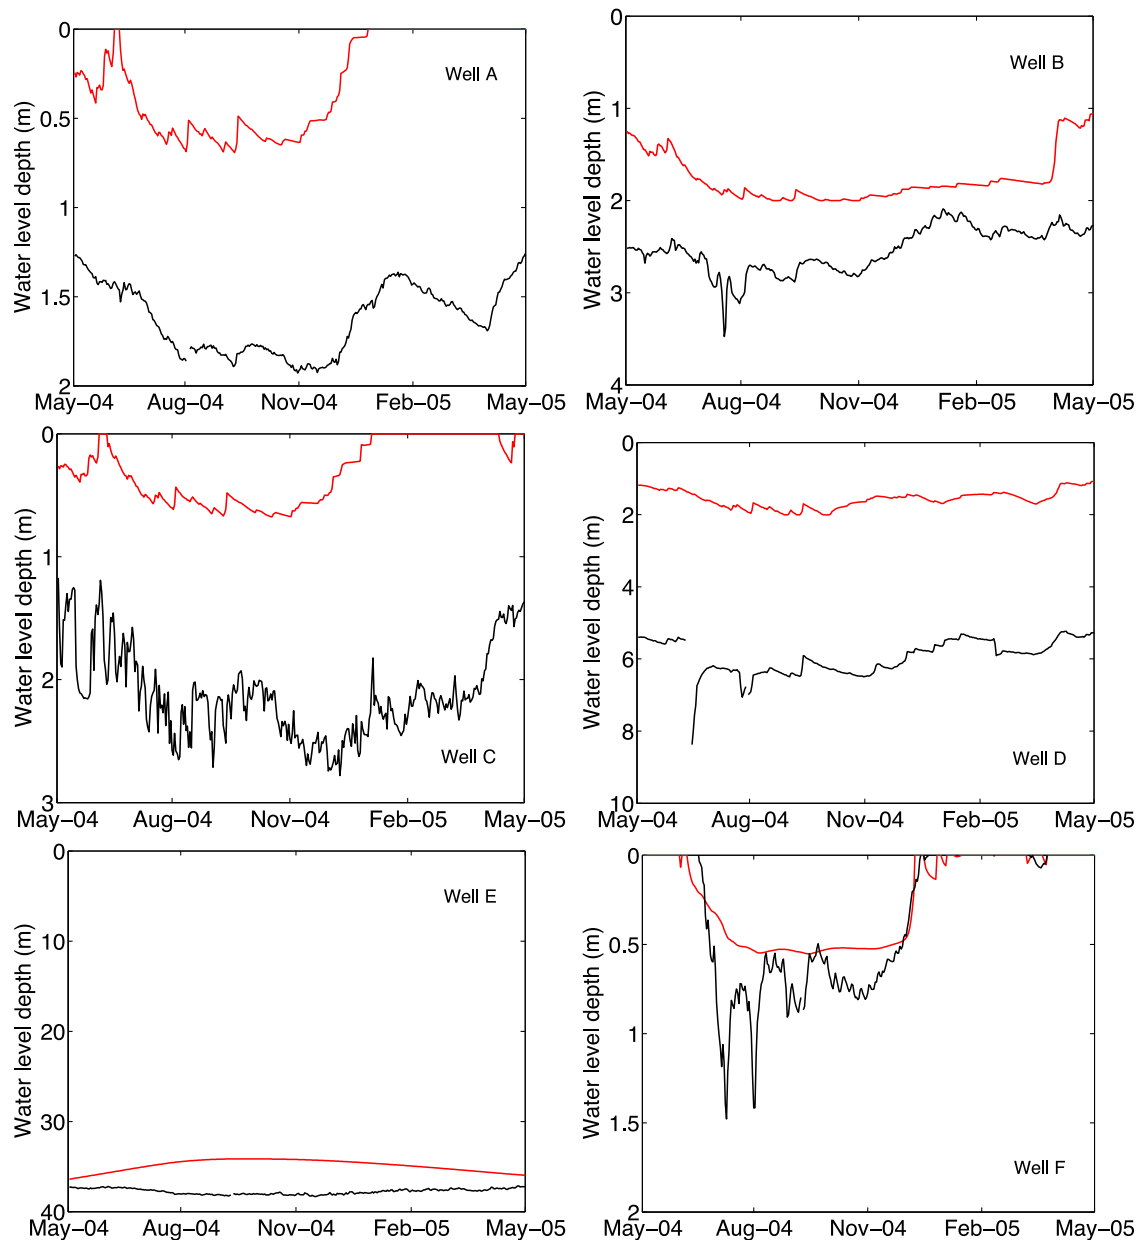 Water level depth (m)
0
0.5
1
1.5
2
Well A
May–04 Aug–04 Nov–04 Feb–05 May–05
Water level depth (m)
0
1
2
3
4
Well B
May–04 Aug–04 Nov–04 Feb–05 May–05
Water level depth (m)
0
1
2
3
Well C
May–04 Aug–04 Nov–04 Feb–05 May–05
Water level depth (m)
0
2
4
6
8
10
Well D
May–04 Aug–04 Nov–04 Feb–05 May–05
Water level depth (m)
0
10
20
30
40
Well E
May–04 Aug–04 Nov–04 Feb–05 May–05
Water level depth (m)
0
0.5
1
1.5
2
Well F
May–04 Aug–04 Nov–04 Feb–05 May–05